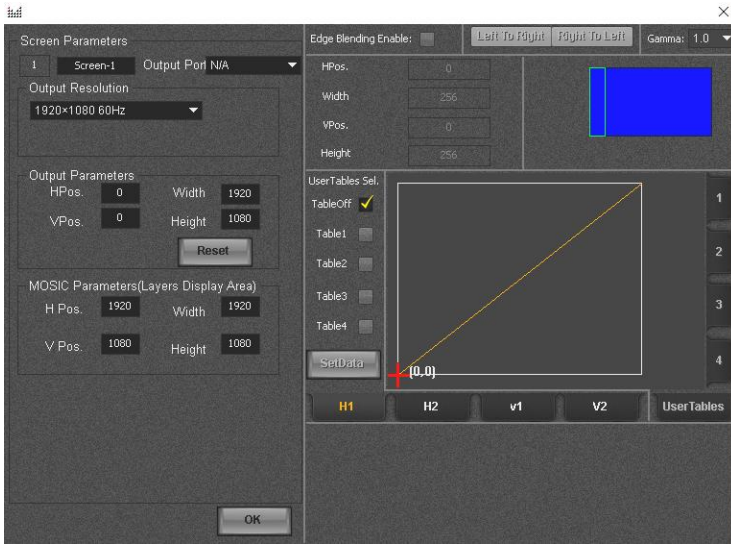 Screen Parameters
1 Screen-1 Output Port N/A
Output Resolution
1920×1080 60Hz
Output Parameters
HPos. 0 Width 1920
VPos. 0 Height 1080
Reset
MOSIC Parameters(Layers Display Area)
H Pos. 1920 Width 1920
V Pos. 1080 Height 1080
OK
Edge Blending Enable: Left To Right Right To Left Gamma: 1.0
HPos. 0
Width 256
VPos. 0
Height 256
UserTables Sel.
TableOff
Table1
Table2
Table3
Table4
SetData
(0,0)
1
2
3
4
H1 H2 v1 V2 UserTables